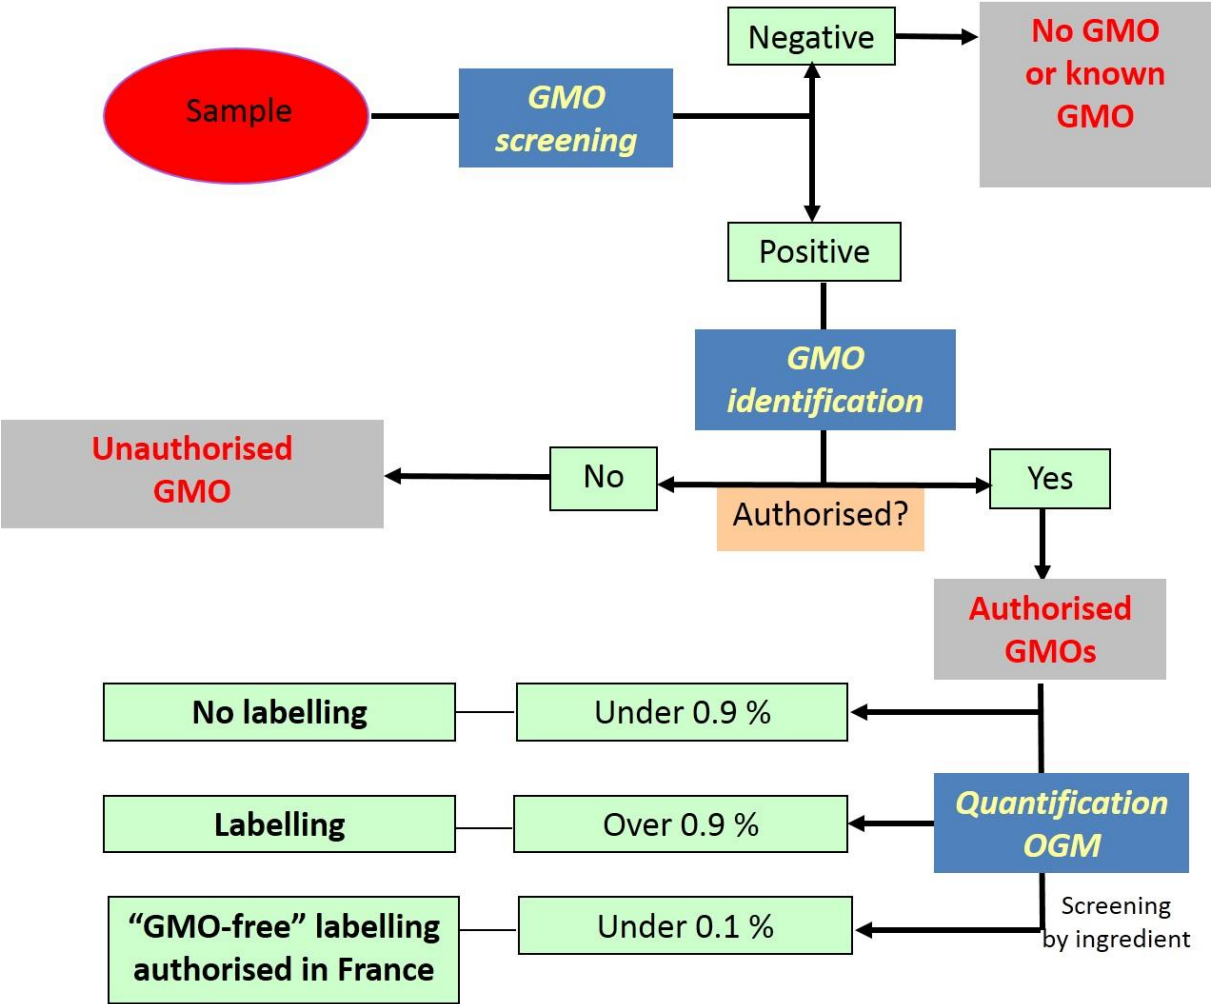 Negative
No GMO
or known
GMO
Sample
GMO
screening
Positive
GMO
identification
Unauthorised
GMO
No
Yes
Authorised?
Authorised
GMOs
No labelling
Under 0.9 %
Labelling
Over 0.9 %
Quantification
OGM
“GMO-free” labelling
authorised in France
Under 0.1 %
Screening
by ingredient